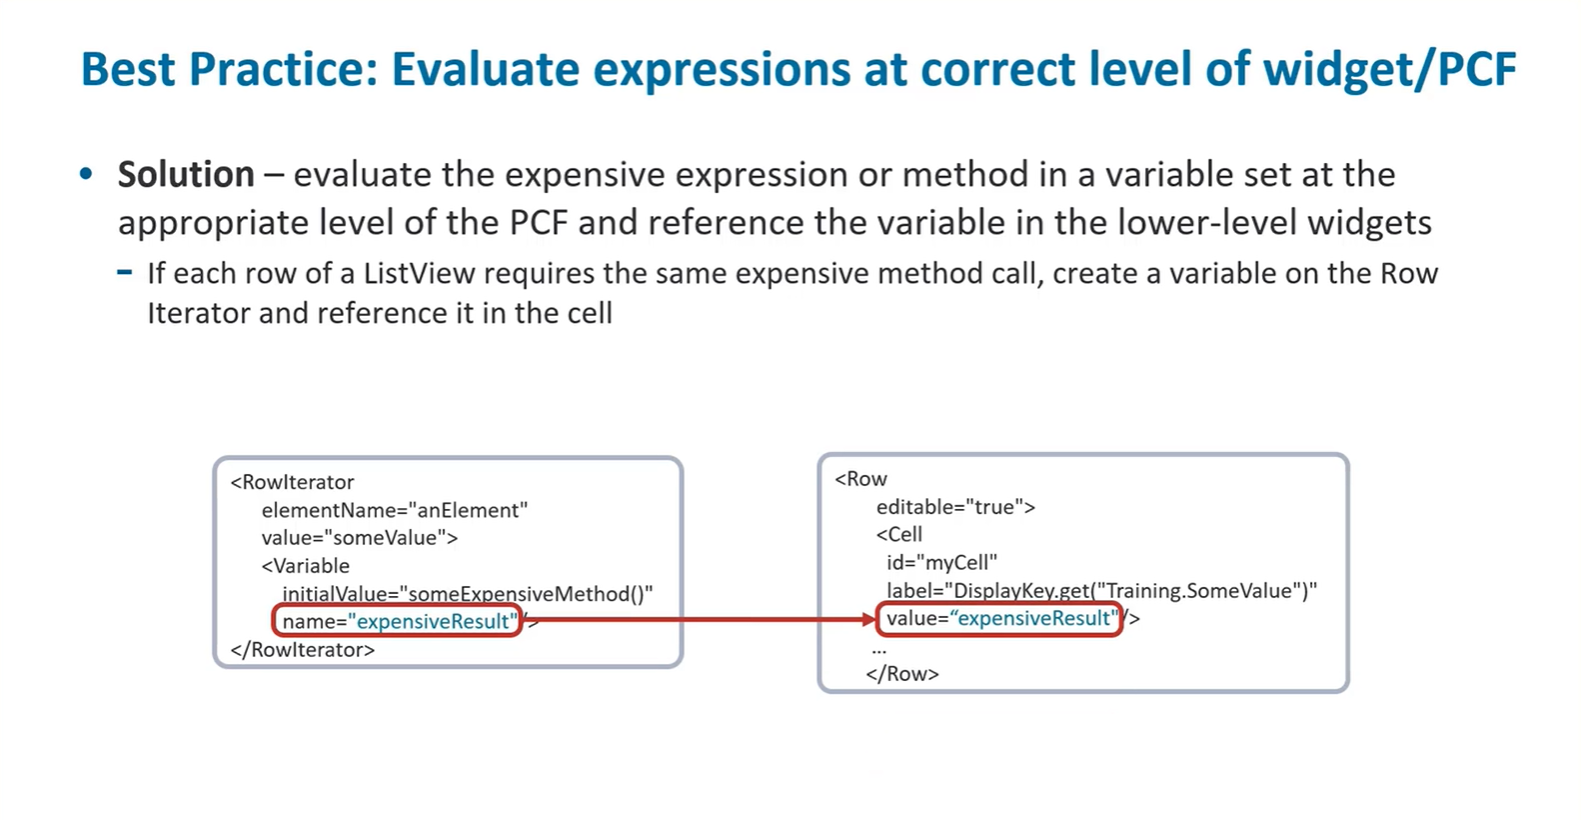 Best Practice: Evaluate expressions at correct level of widget/PCF
• Solution – evaluate the expensive expression or method in a variable set at the
appropriate level of the PCF and reference the variable in the lower-level widgets
– If each row of a ListView requires the same expensive method call, create a variable on the Row
Iterator and reference it in the cell
<RowIterator
elementName="anElement"
value="someValue">
<Variable
initialValue="someExpensiveMethod()"
name="expensiveResult"/>
</RowIterator>
<Row
editable="true">
<Cell
id="myCell"
label="DisplayKey.get("Training.SomeValue")"
value=“expensiveResult"/>
...
</Row>